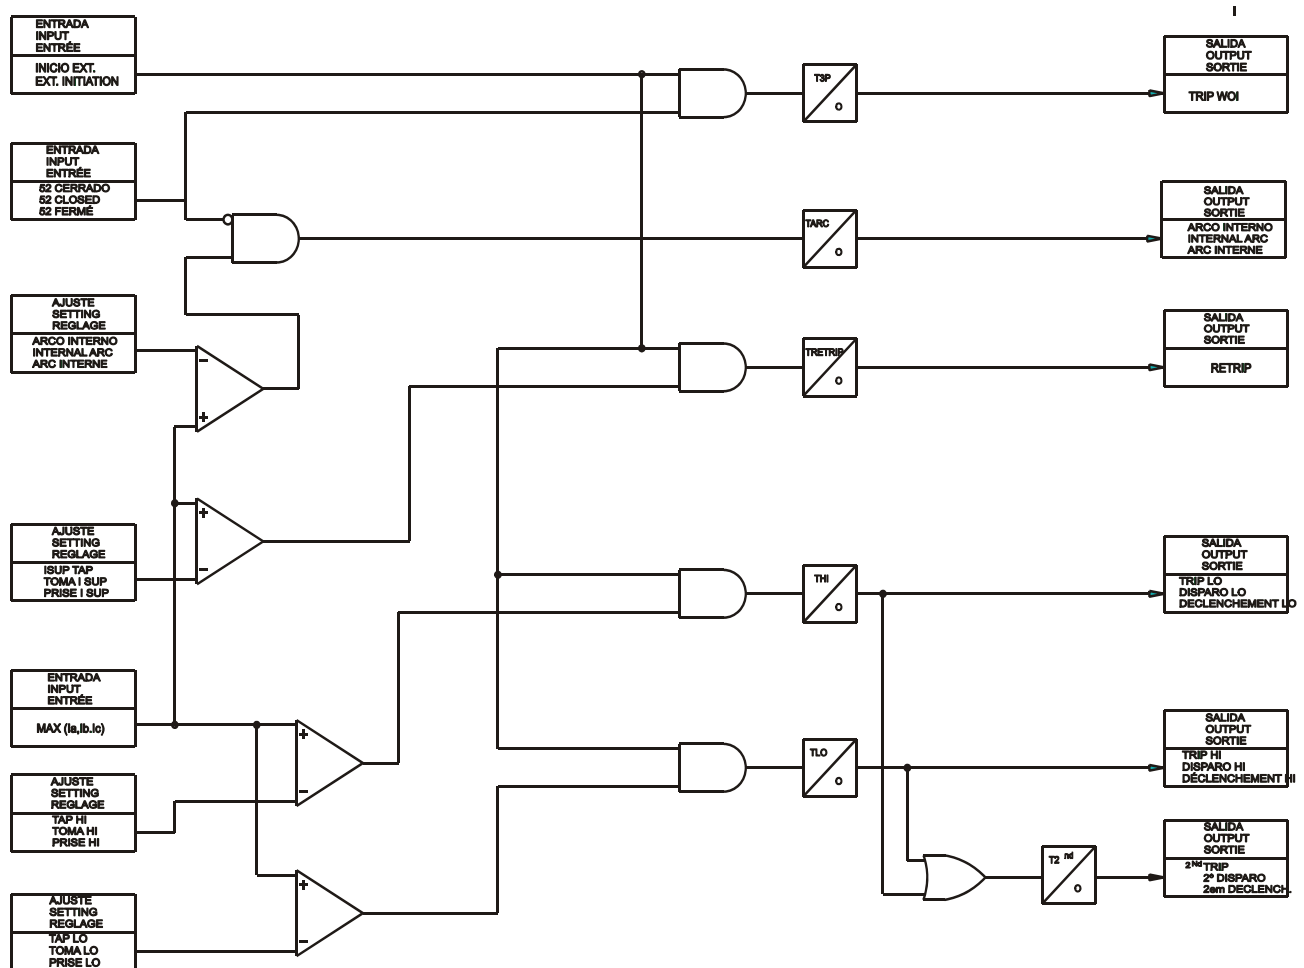 ENTRADA
INPUT
ENTRÉE
INICIO EXT.
EXT. INITIATION
T3P
O
SALIDA
OUTPUT
SORTIE
TRIP WOI
ENTRADA
INPUT
ENTRÉE
52 CERRADO
52 CLOSED
52 FERMÉ
TARC
O
SALIDA
OUTPUT
SORTIE
ARCO INTERNO
INTERNAL ARC
ARC INTERNE
AJUSTE
SETTING
REGLAGE
ARCO INTERNO
INTERNAL ARC
ARC INTERNE
−
+
TRETRIP
O
SALIDA
OUTPUT
SORTIE
RETRIP
AJUSTE
SETTING
REGLAGE
ISUP TAP
TOMA I SUP
PRISE I SUP
+
−
THI
O
SALIDA
OUTPUT
SORTIE
TRIP LO
DISPARO LO
DECLENCHEMENT LO
ENTRADA
INPUT
ENTRÉE
MAX (Ia,Ib.Ic)
+
−
TLO
O
SALIDA
OUTPUT
SORTIE
TRIP HI
DISPARO HI
DÉCLENCHEMENT HI
AJUSTE
SETTING
REGLAGE
TAP HI
TOMA HI
PRISE HI
T2 nd
O
SALIDA
OUTPUT
SORTIE
2 Nd TRIP
2º DISPARO
2em DECLENCH.
AJUSTE
SETTING
REGLAGE
TAP LO
TOMA LO
PRISE LO
+
−